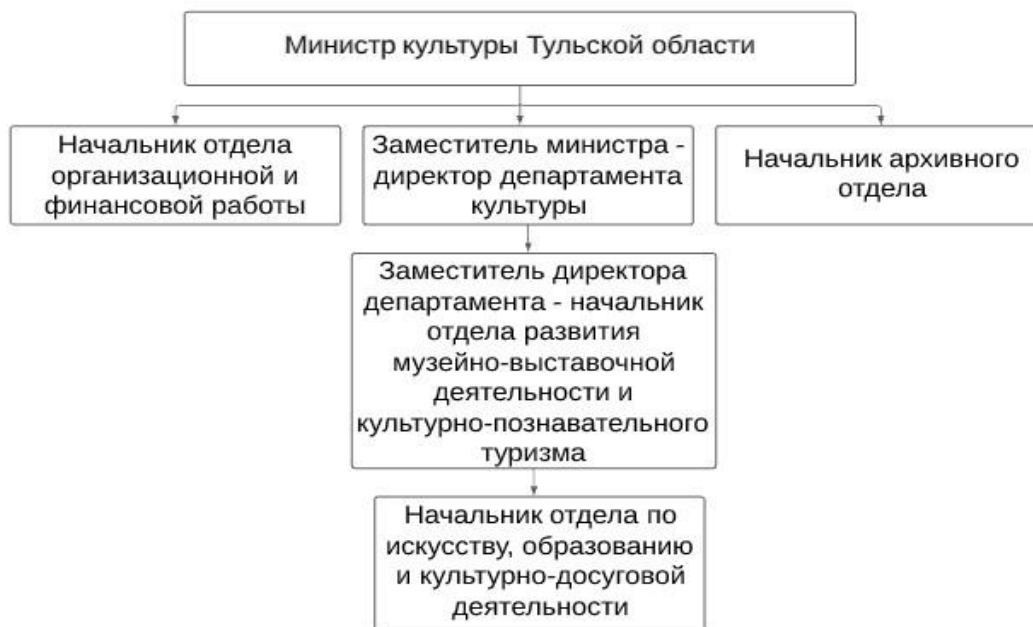 Министр культуры Тульской области
Начальник отдела
организационной и
финансовой работы
Заместитель министра -
директор департамента
культуры
Начальник архивного
отдела
Заместитель директора
департамента - начальник
отдела развития
музейно-выставочной
деятельности и
культурно-познавательного
туризма
Начальник отдела по
искусству, образованию
и культурно-досуговой
деятельности